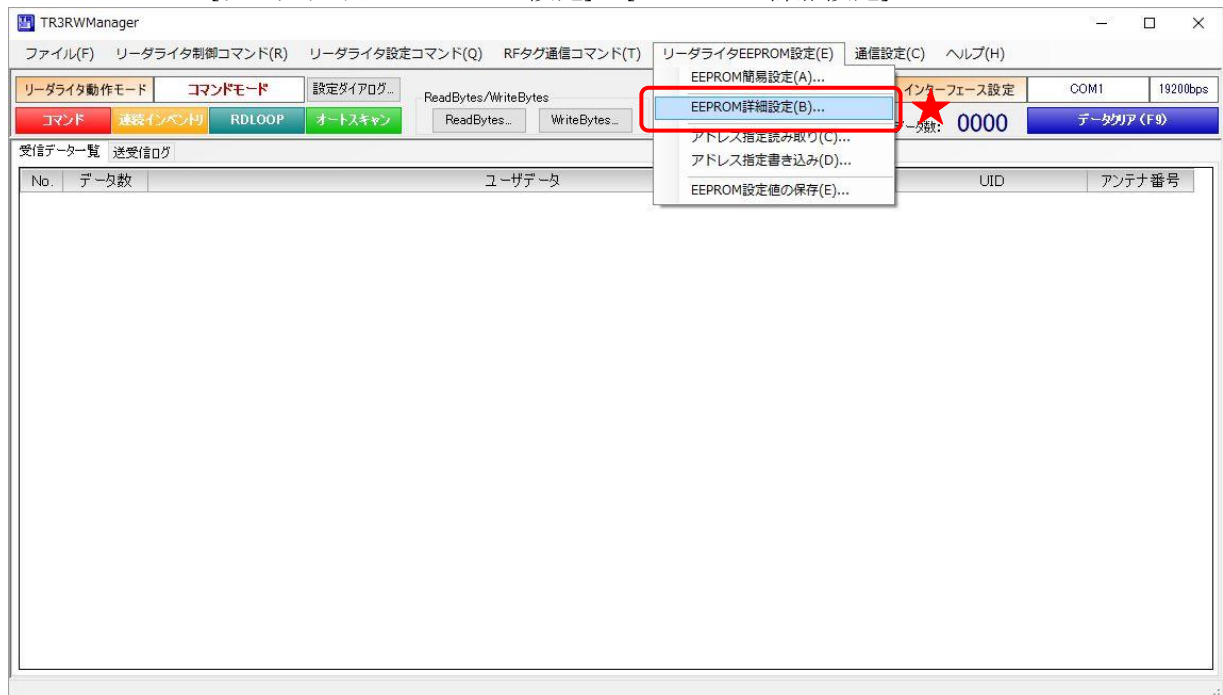 TR3RWManager
ファイル(F) リーダライタ制御コマンド(R) リーダライタ設定コマンド(Q) RFタグ通信コマンド(T) リーダライタEEPROM設定(E) 通信設定(C) ヘルプ(H)
リーダライタ動作モード コマンドモード 設定ダイアログ... ReadBytes/WriteBytes EEPROM簡易設定(A)... インターフェース設定 COM1 19200bps
コマンド 連続インベントリ RDLOOP オートスキャン ReadBytes... WriteBytes... EEPROM詳細設定(B)... データ数: 0000 データクリア(F9)
アドレス指定読み取り(C)...
受信データ一覧 送受信ログ アドレス指定書き込み(D)...
No. データ数 ユーザデータ EEPROM設定値の保存(E)... UID アンテナ番号